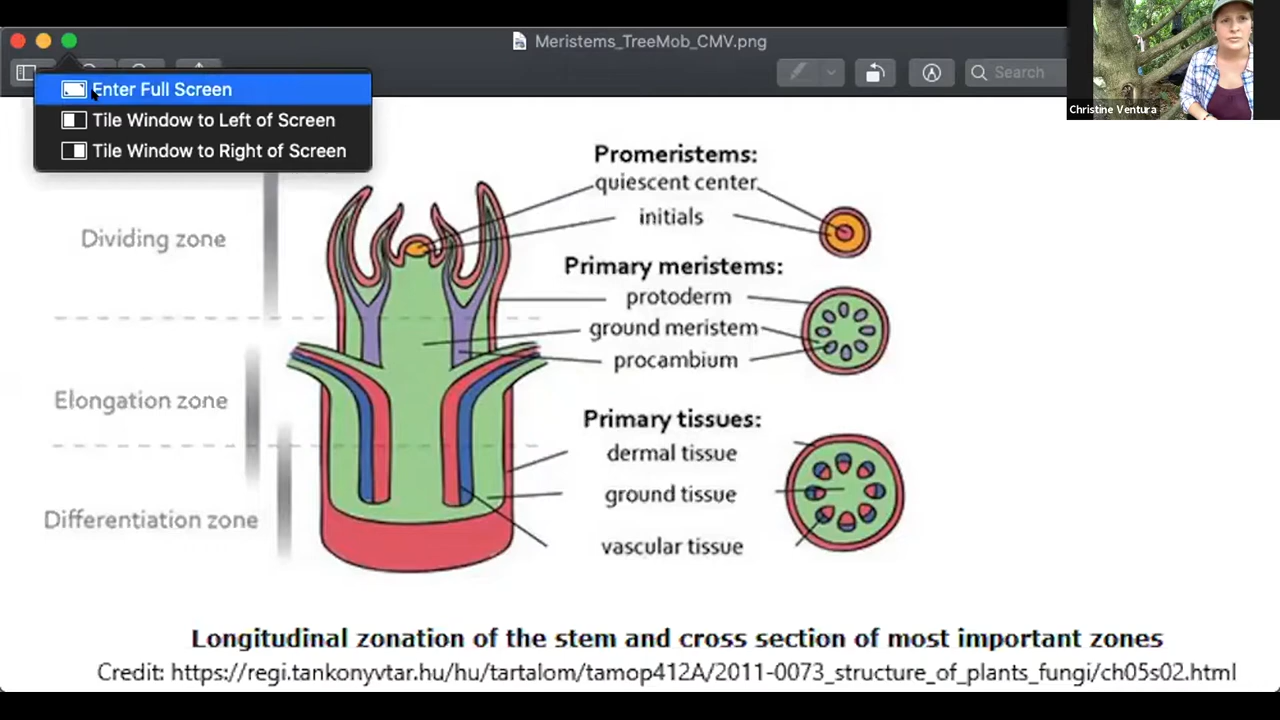 Meristems_TreeMob_CMV.png
Search
Christine Ventura
Enter Full Screen
Tile Window to Left of Screen
Tile Window to Right of Screen
Promeristems:
quiescent center
initials
Dividing zone
Primary meristems:
protoderm
ground meristem
procambium
Elongation zone
Primary tissues:
dermal tissue
ground tissue
Differentiation zone
vascular tissue
Longitudinal zonation of the stem and cross section of most important zones
Credit: https://regi.tankonyvtar.hu/hu/tartalom/tamop412A/2011-0073_structure_of_plants_fungi/ch05s02.html